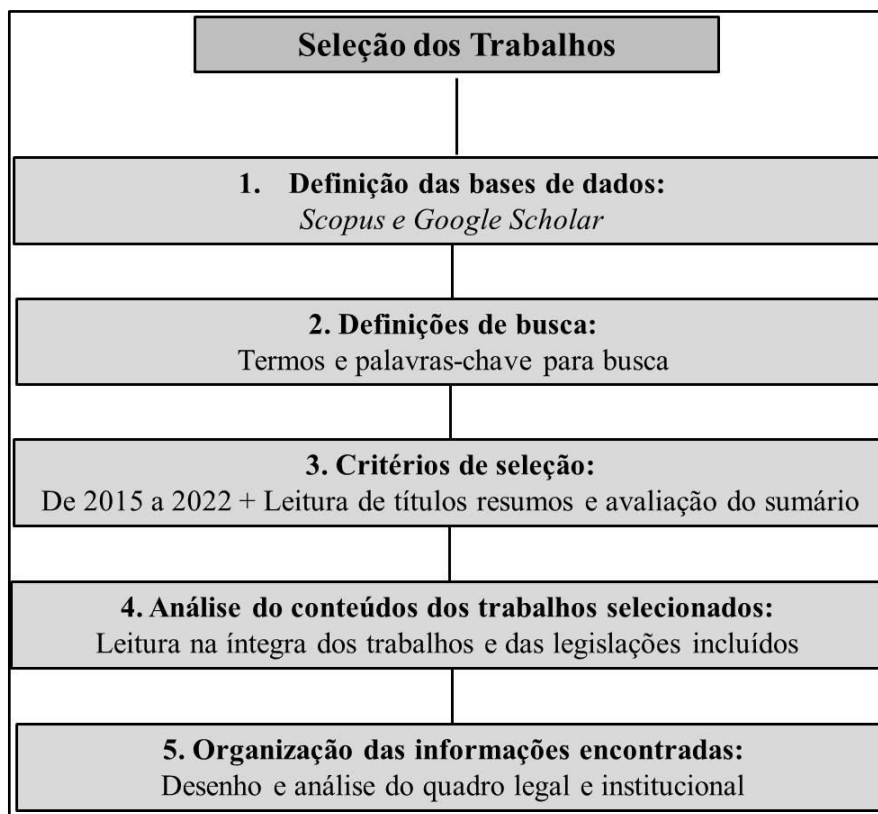 Seleção dos Trabalhos
1. Definição das bases de dados:
Scopus e Google Scholar
2. Definições de busca:
Termos e palavras-chave para busca
3. Critérios de seleção:
De 2015 a 2022 + Leitura de títulos resumos e avaliação do sumário
4. Análise do conteúdos dos trabalhos selecionados:
Leitura na íntegra dos trabalhos e das legislações incluídos
5. Organização das informações encontradas:
Desenho e análise do quadro legal e institucional